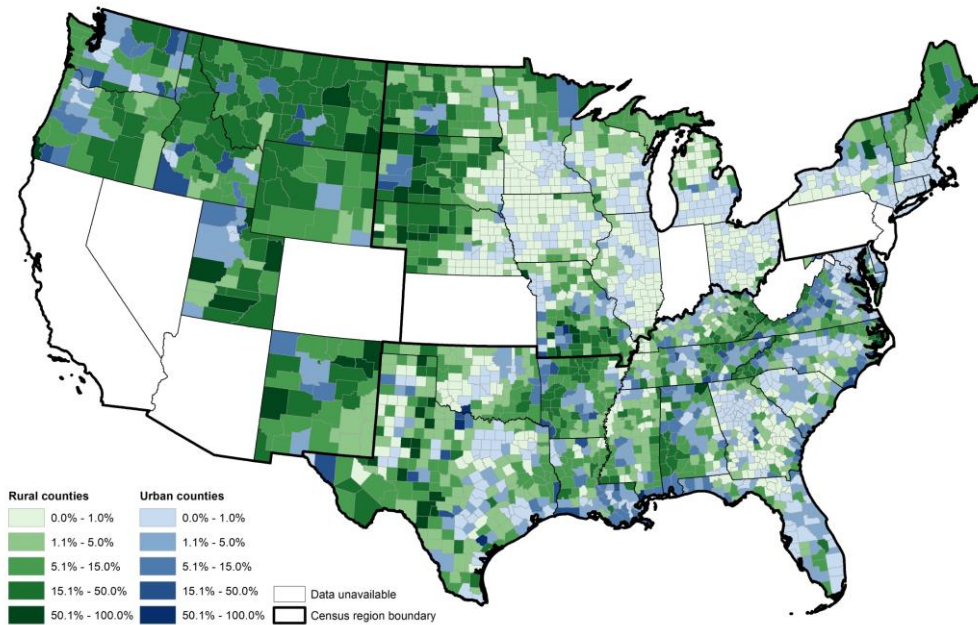 Rural counties
0.0% - 1.0%
1.1% - 5.0%
5.1% - 15.0%
15.1% - 50.0%
50.1% - 100.0%
Urban counties
0.0% - 1.0%
1.1% - 5.0%
5.1% - 15.0%
15.1% - 50.0%
50.1% - 100.0%
Data unavailable
Census region boundary